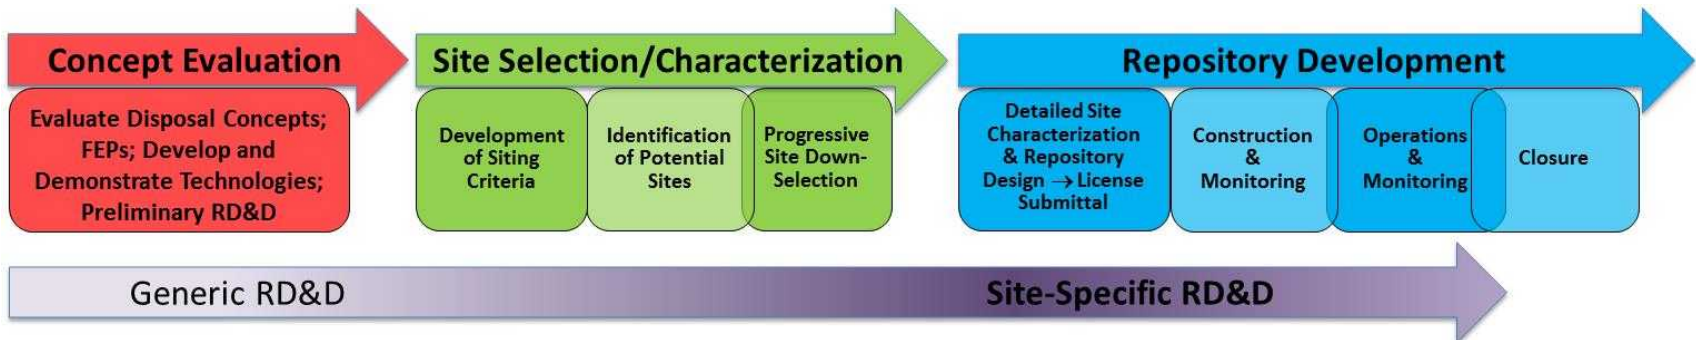 Concept Evaluation
Evaluate Disposal Concepts;
FEPs; Develop and
Demonstrate Technologies;
Preliminary RD&D
Site Selection/Characterization
Development
of Siting
Criteria
Identification
of Potential
Sites
Progressive
Site Down-
Selection
Repository Development
Detailed Site
Characterization
& Repository
Design → License
Submittal
Construction
&
Monitoring
Operations
&
Monitoring
Closure
Generic RD&D
Site-Specific RD&D